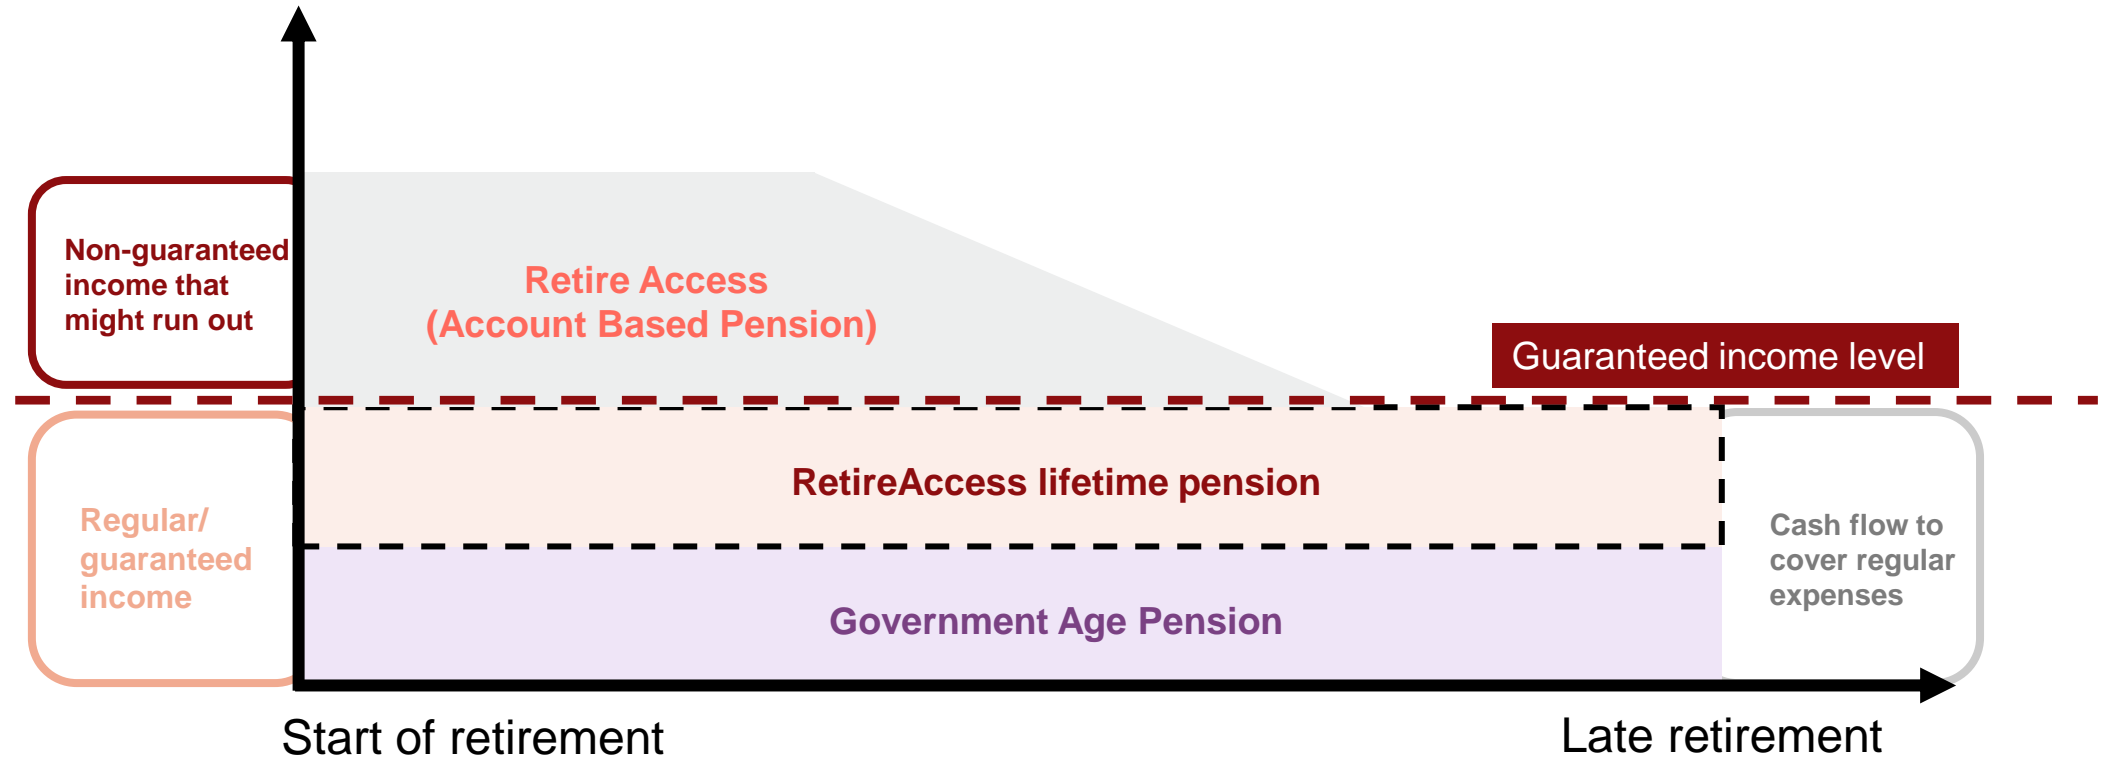 Non-guaranteed
income that
might run out
Retire Access
(Account Based Pension)
Guaranteed income level
Regular/
guaranteed
income
RetireAccess lifetime pension
Government Age Pension
Cash flow to
cover regular
expenses
Start of retirement
Late retirement